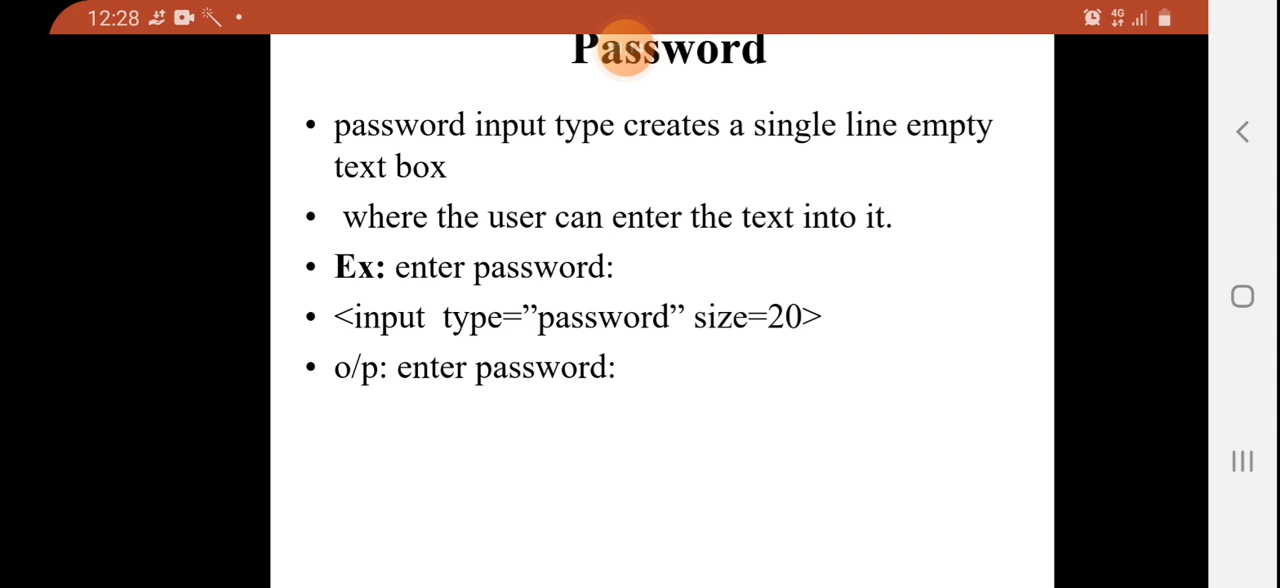 12:28
4G
Password
• password input type creates a single line empty
text box
• where the user can enter the text into it.
• Ex: enter password:
• <input  type=”password” size=20>
• o/p: enter password: